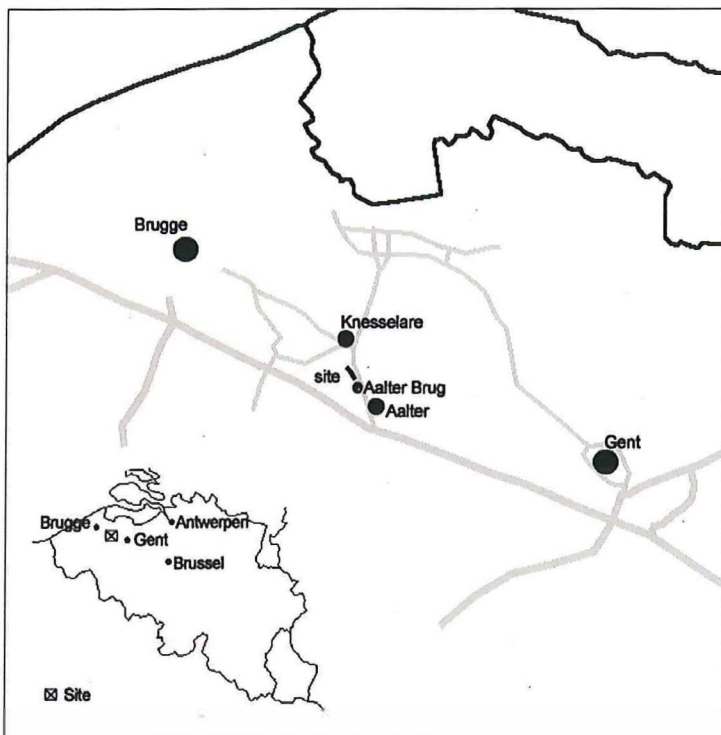 Brugge
Knesselare
site
Aalter Brug
Aalter
Gent
Brugge
Antwerpen
Gent
Brussel
Site